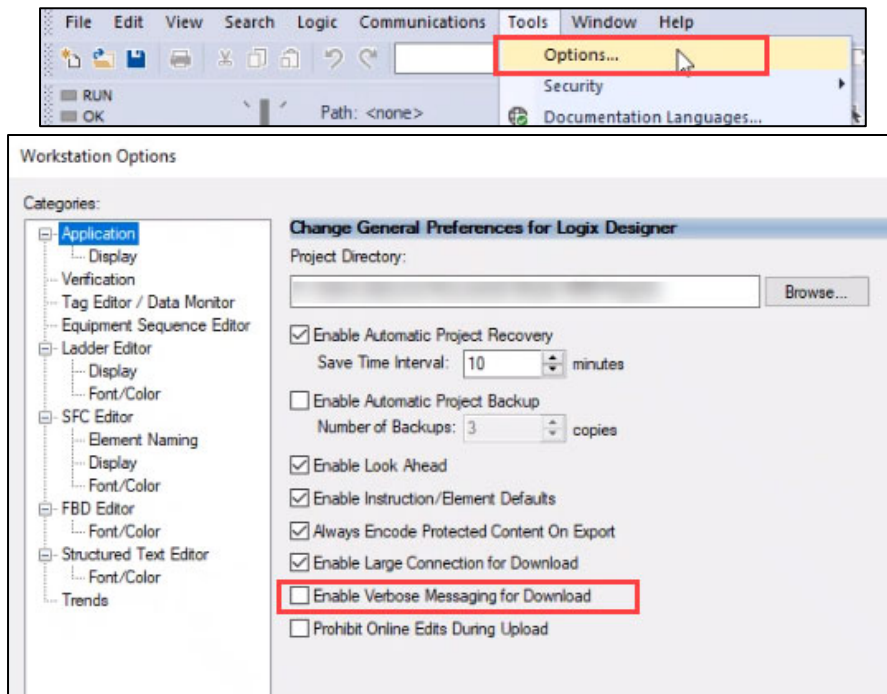 File Edit View Search Logic Communications Tools Window Help
Options...
RUN
Security
OK
Path: <none>
Documentation Languages...
Workstation Options
Categories:
Application
Display
Verification
Tag Editor / Data Monitor
Equipment Sequence Editor
Ladder Editor
Display
Font/Color
SFC Editor
Element Naming
Display
Font/Color
FBD Editor
Font/Color
Structured Text Editor
Font/Color
Trends
Change General Preferences for Logix Designer
Project Directory:
Browse...
Enable Automatic Project Recovery
Save Time Interval: 10 minutes
Enable Automatic Project Backup
Number of Backups: 3 copies
Enable Look Ahead
Enable Instruction/Element Defaults
Always Encode Protected Content On Export
Enable Large Connection for Download
Enable Verbose Messaging for Download
Prohibit Online Edits During Upload